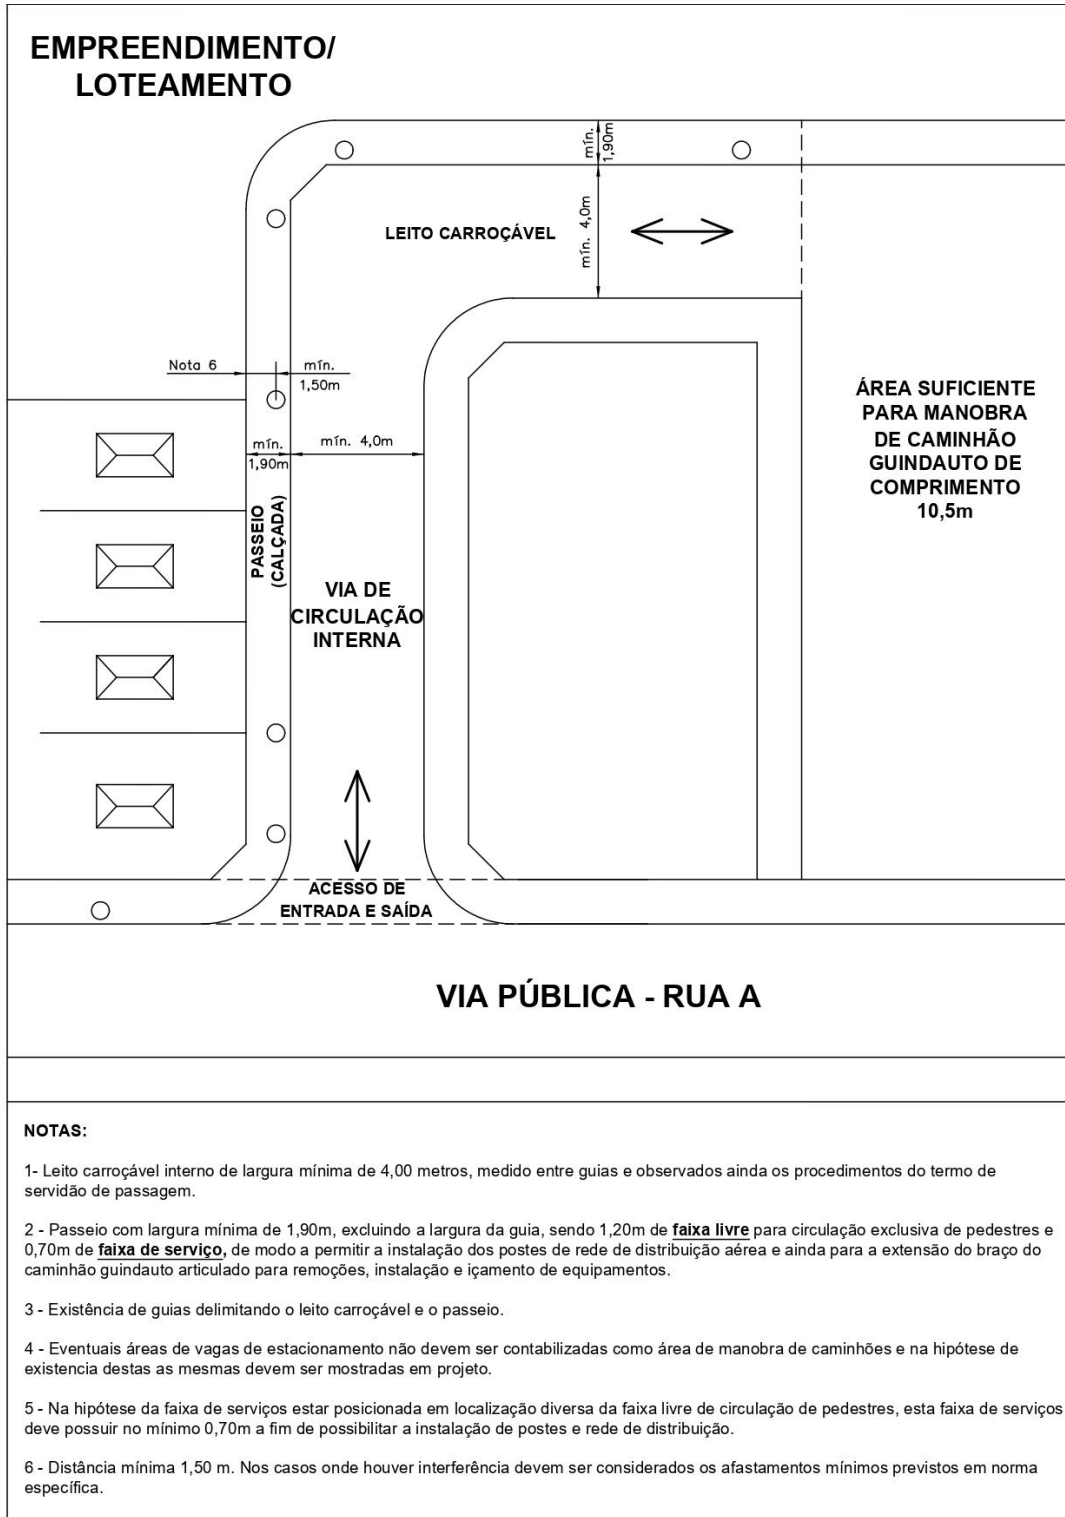 EMPREENDIMENTO/
LOTEAMENTO
mín.
1,90m
mín. 4,0m
LEITO CARROÇÁVEL
Nota 6
mín.
1,50m
mín.
1,90m
mín. 4,0m
ÁREA SUFICIENTE
PARA MANOBRA
DE CAMINHÃO
GUINDAUTO DE
COMPRIMENTO
10,5m
PASSEIO
(CALÇADA)
VIA DE
CIRCULAÇÃO
INTERNA
ACESSO DE
ENTRADA E SAÍDA
VIA PÚBLICA - RUA A
NOTAS:
1- Leito carroçável interno de largura mínima de 4,00 metros, medido entre guias e observados ainda os procedimentos do termo de
servidão de passagem.
2 - Passeio com largura mínima de 1,90m, excluindo a largura da guia, sendo 1,20m de faixa livre para circulação exclusiva de pedestres e
0,70m de faixa de serviço, de modo a permitir a instalação dos postes de rede de distribuição aérea e ainda para a extensão do braço do
caminhão guindauto articulado para remoções, instalação e içamento de equipamentos.
3 - Existência de guias delimitando o leito carroçável e o passeio.
4 - Eventuais áreas de vagas de estacionamento não devem ser contabilizadas como área de manobra de caminhões e na hipótese de
existencia destas as mesmas devem ser mostradas em projeto.
5 - Na hipótese da faixa de serviços estar posicionada em localização diversa da faixa livre de circulação de pedestres, esta faixa de serviços
deve possuir no mínimo 0,70m a fim de possibilitar a instalação de postes e rede de distribuição.
6 - Distância mínima 1,50 m. Nos casos onde houver interferência devem ser considerados os afastamentos mínimos previstos em norma
específica.